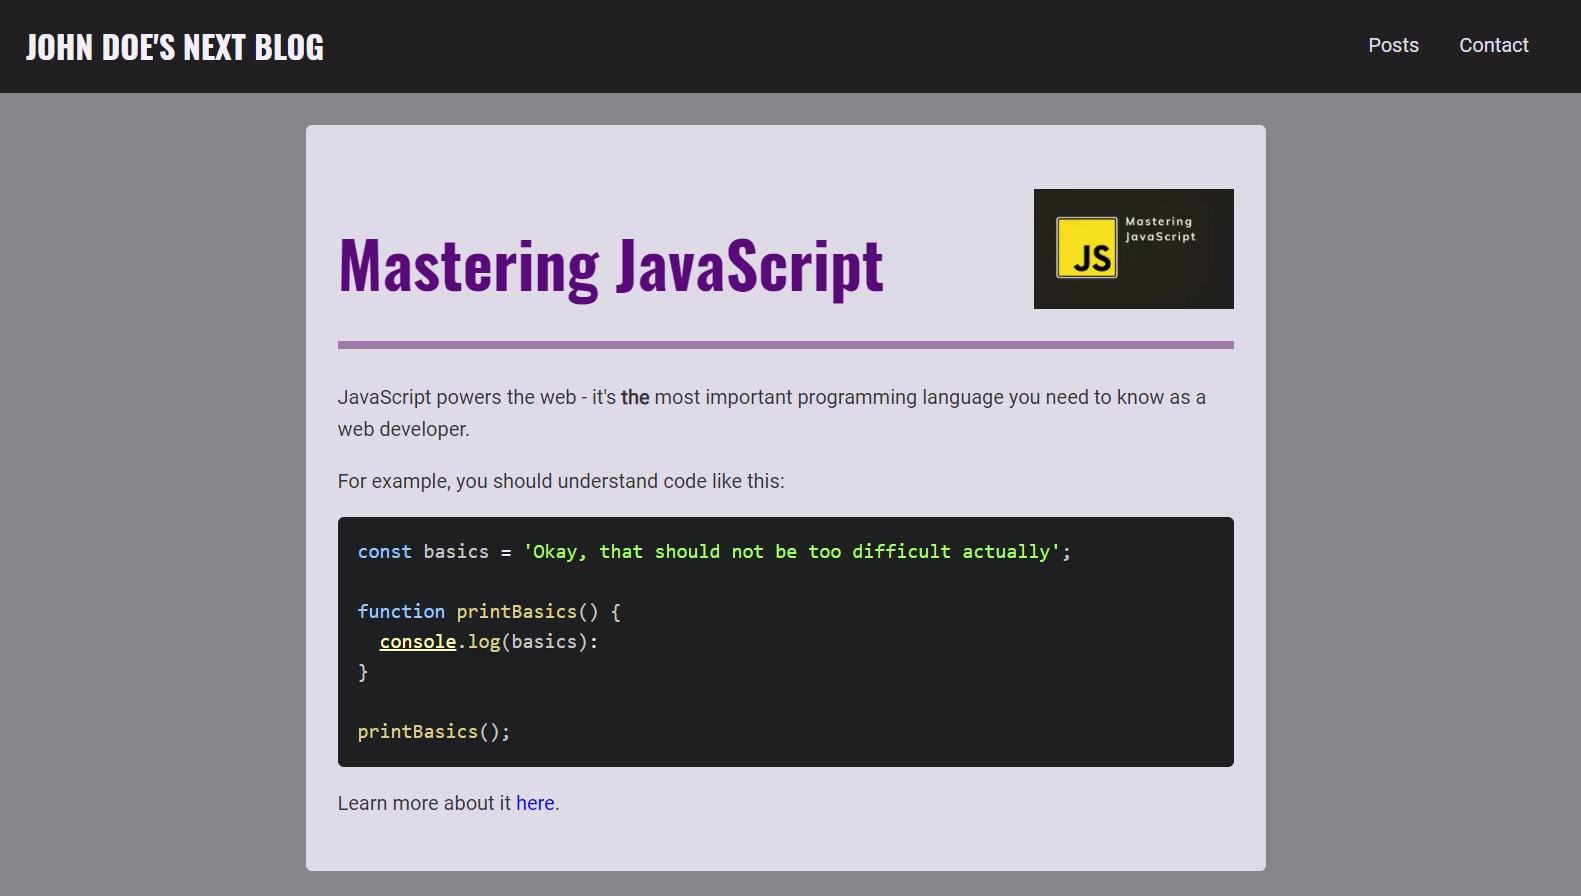 JOHN DOE'S NEXT BLOG
Posts
Contact
Mastering JavaScript
JS
Mastering
JavaScript
JavaScript powers the web - it's the most important programming language you need to know as a
web developer.
For example, you should understand code like this:
const basics = 'Okay, that should not be too difficult actually';
function printBasics() {
  console.log(basics):
}
printBasics();
Learn more about it here.